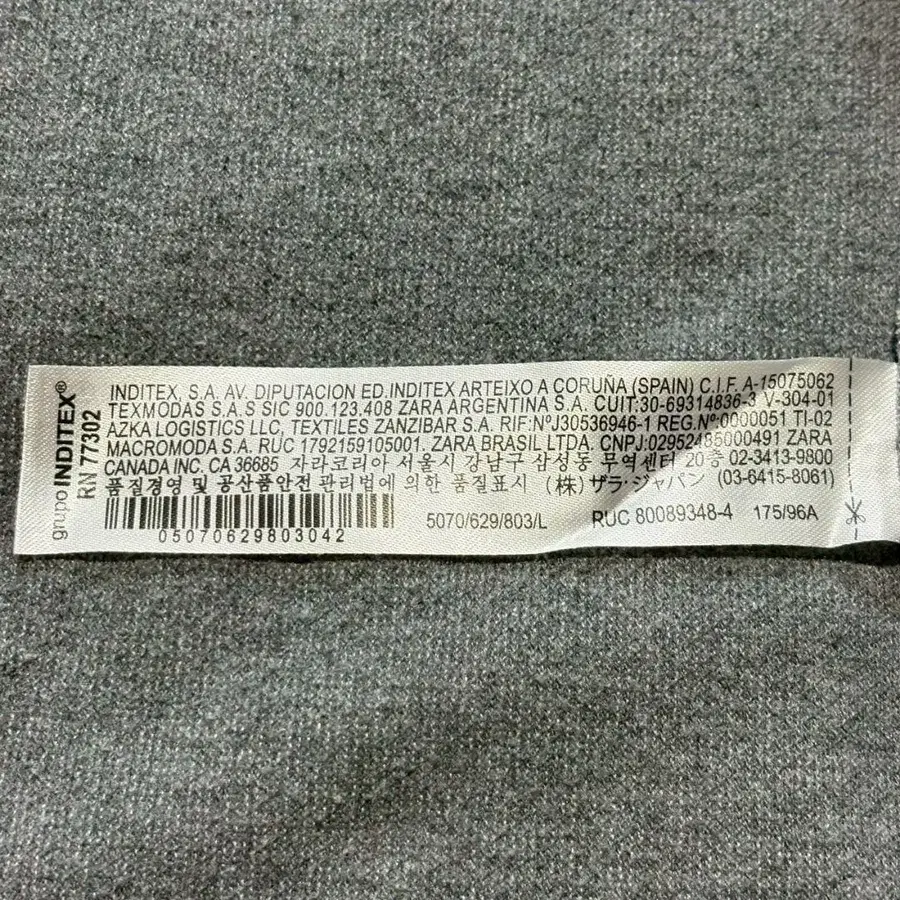 grupo INDITEX®
RN 77302
INDITEX, S.A. AV. DIPUTACION ED.INDITEX ARTEIXO A CORUÑA (SPAIN) C.I.F. A-15075062
TEXMODAS S.A.S SIC 900.123.408 ZARA ARGENTINA S.A. CUIT:30-69314836-3 V-304-01
AZKA LOGISTICS LLC, TEXTILES ZANZIBAR S.A. RIF:NºJ30536946-1 REG.Nº:0000051 TI-02
MACROMODA S.A. RUC 1792159105001. ZARA BRASIL LTDA. CNPJ:02952485000491 ZARA
CANADA INC. CA 36685 자라코리아 서울시 강남구 삼성동 무역센터 20층 02-3413-9800
품질경영 및 공산품안전 관리법에 의한 품질표시 (株) ザラ・ジャパン (03-6415-8061)
05070629803042
5070/629/803/L RUC 80089348-4 175/96A